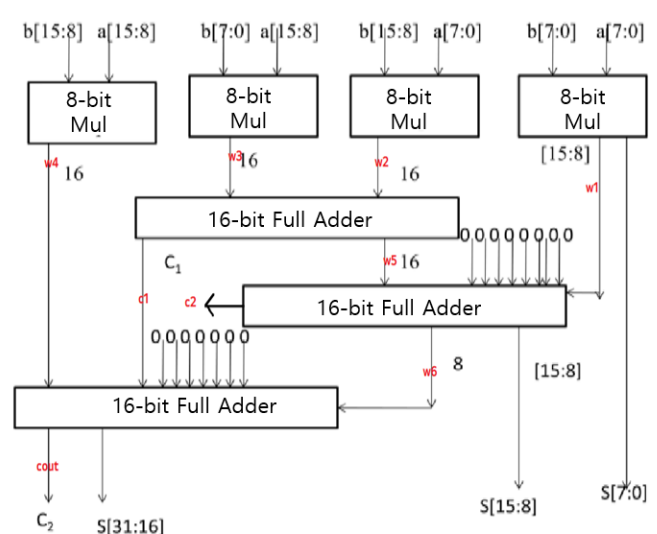 b[15:8] a[15:8] b[7:0] a[15:8] b[15:8] a[7:0] b[7:0] a[7:0]
8-bit
Mul
8-bit
Mul
8-bit
Mul
8-bit
Mul
[15:8]
w4 16 w3 16 w2 16 w1
16-bit Full Adder
0 0 0 0 0 0 0 0
C1 w5 16
c1 c2 16-bit Full Adder
0 0 0 0 0 0 0
w6 8 [15:8]
16-bit Full Adder
cout
C2 S[31:16] S[15:8] S[7:0]